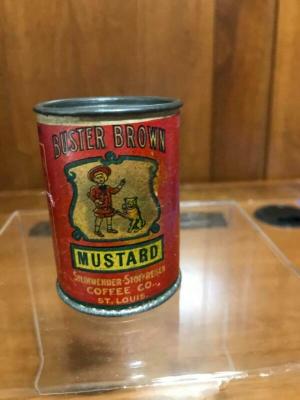 BUSTER BROWN
MUSTARD
STEINWENDER-STOFFREGEN
COFFEE CO.,
ST. LOUIS.